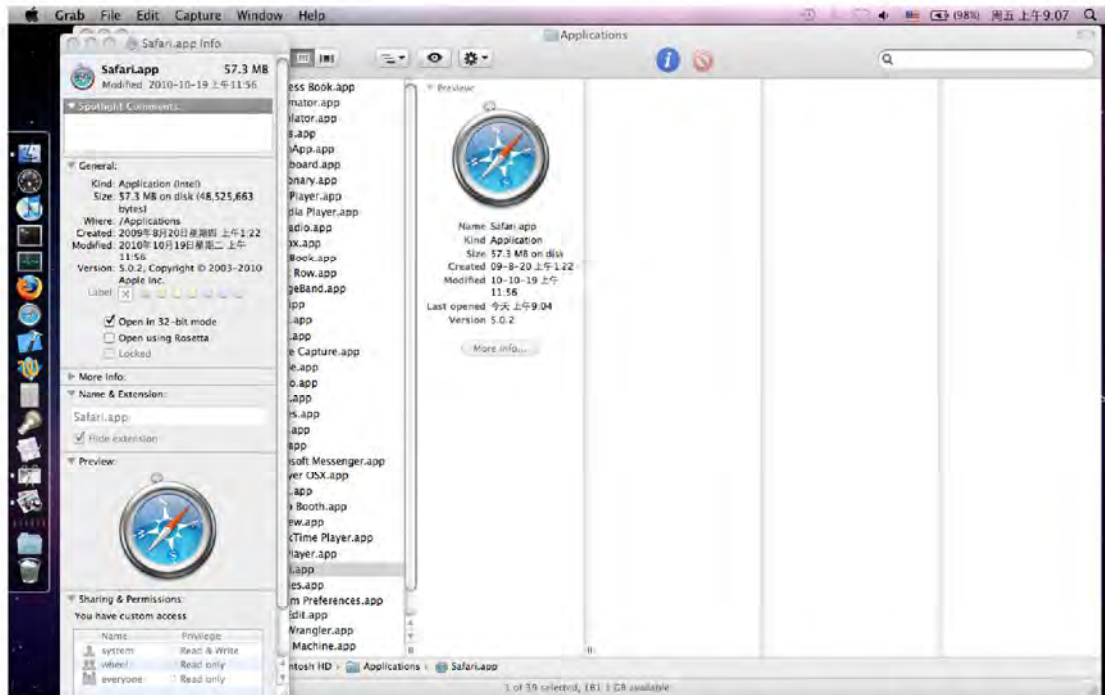 Grab File Edit Capture Window Help
(98%) 周五 上午9:07
Safari.app Info
Safari.app 57.3 MB
Modified 2010-10-19 上午11:56
Spotlight Comments:
General:
Kind: Application (Intel)
Size: 57.3 MB on disk (48,525,663
bytes)
Where: /Applications
Created: 2009年8月20日星期四 上午1:22
Modified: 2010年10月19日星期二 上午
11:56
Version: 5.0.2, Copyright © 2003-2010
Apple Inc.
Label:
Open in 32-bit mode
Open using Rosetta
Locked
More Info:
Name & Extension:
Safari.app
Hide extension
Preview:
Sharing & Permissions:
You have custom access
Name Privilege
system Read & Write
wheel Read only
everyone Read only
Applications
ess Book.app
mator.app
lator.app
s.app
App.app
board.app
onary.app
Player.app
dia Player.app
adio.app
ox.app
Book.app
Row.app
geBand.app
app
.app
.app
e Capture.app
e.app
o.app
.app
es.app
.app
app
osoft Messenger.app
yer OSX.app
.app
Booth.app
ew.app
kTime Player.app
layer.app
i.app
es.app
m Preferences.app
Edit.app
Wrangler.app
Machine.app
Preview:
Name Safari.app
Kind Application
Size 57.3 MB on disk
Created 09-8-20 上午1:22
Modified 10-10-19 上午
11:56
Last opened 今天 上午9:04
Version 5.0.2
More info...
ntosh HD Applications Safari.app
1 of 39 selected, 181.1 GB available